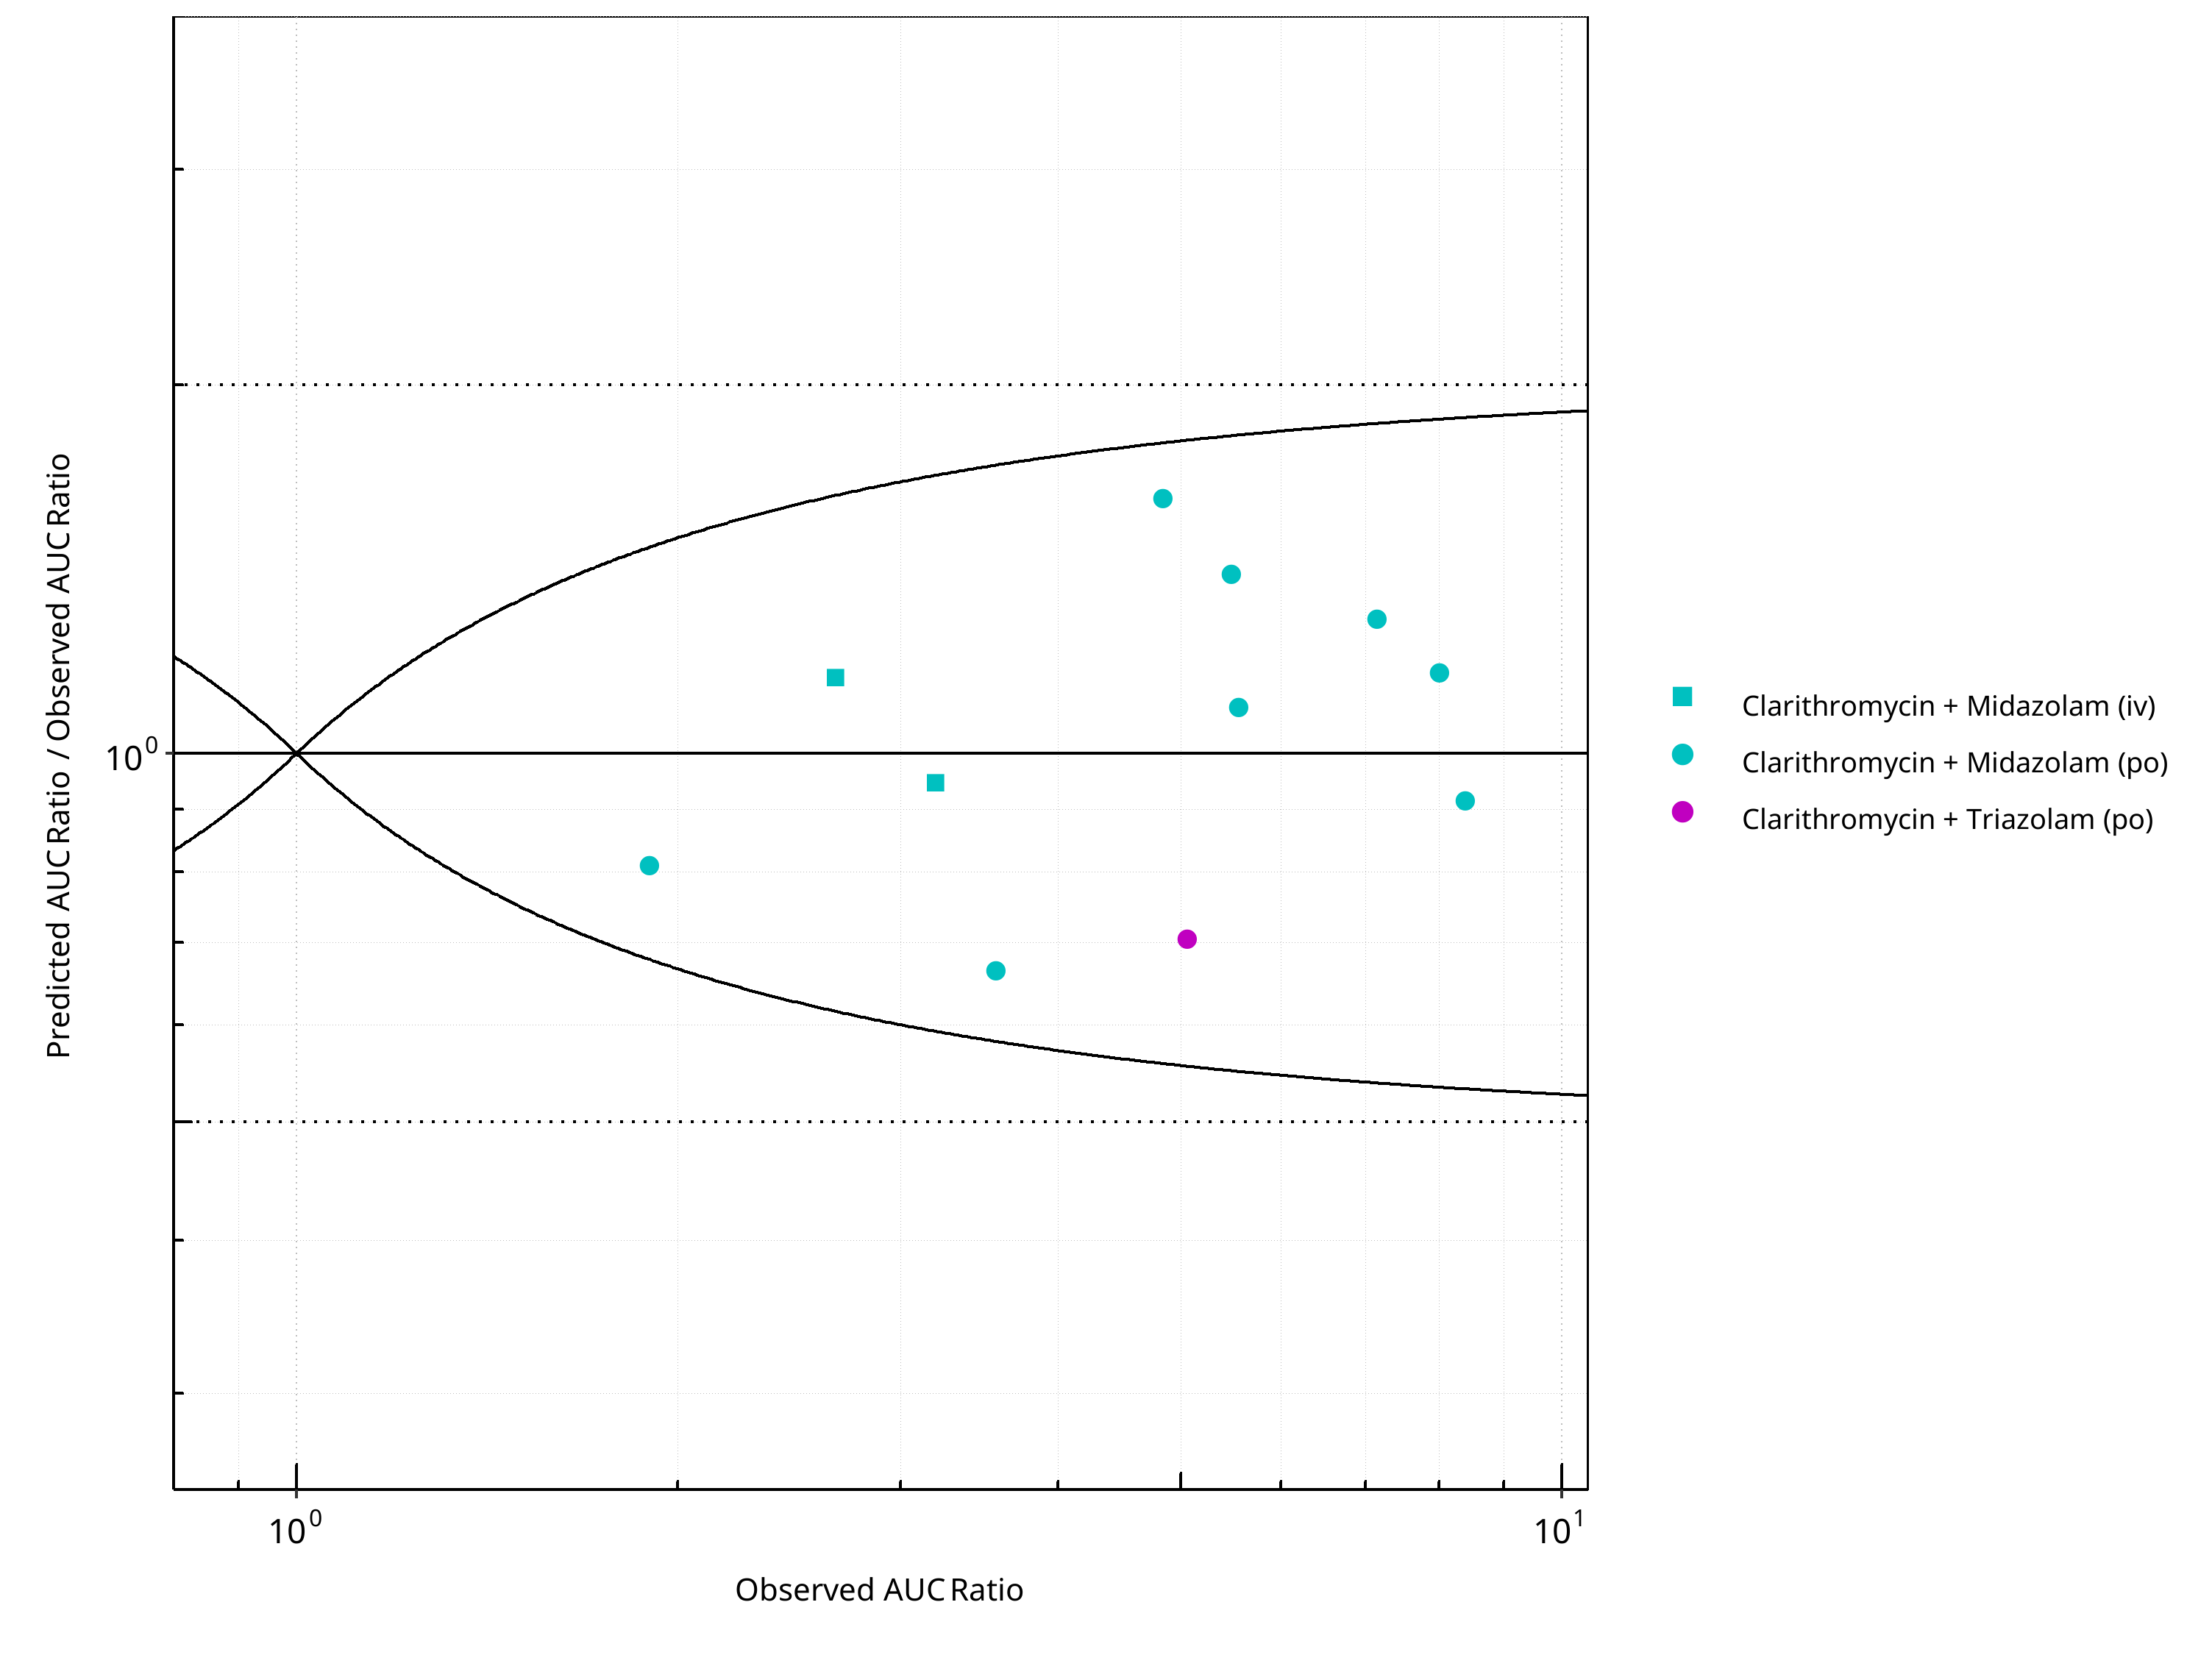 Predicted AUC Ratio / Observed AUC Ratio
10^0
10^0
10^1
Observed AUC Ratio
Clarithromycin + Midazolam (iv)
Clarithromycin + Midazolam (po)
Clarithromycin + Triazolam (po)